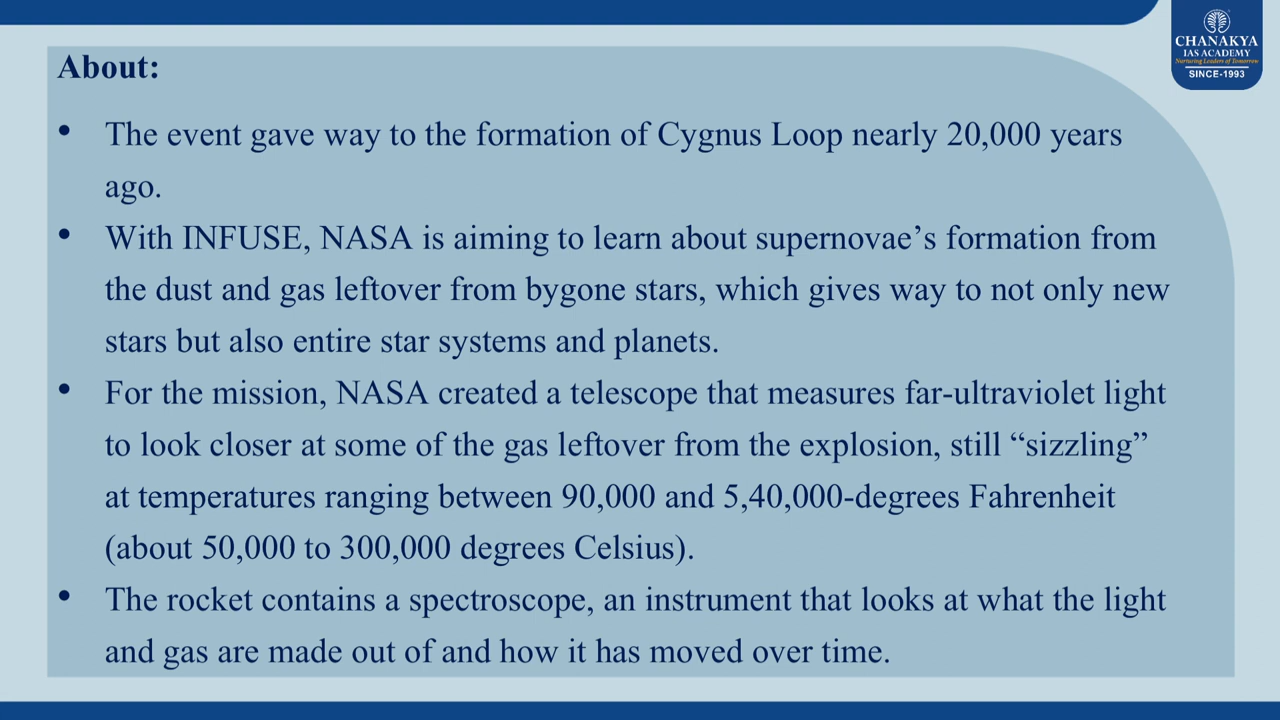 CHANAKYA
IAS ACADEMY
Nurturing Leaders of Tomorrow
SINCE-1993
About:
• The event gave way to the formation of Cygnus Loop nearly 20,000 years
ago.
• With INFUSE, NASA is aiming to learn about supernovae’s formation from
the dust and gas leftover from bygone stars, which gives way to not only new
stars but also entire star systems and planets.
• For the mission, NASA created a telescope that measures far-ultraviolet light
to look closer at some of the gas leftover from the explosion, still “sizzling”
at temperatures ranging between 90,000 and 5,40,000-degrees Fahrenheit
(about 50,000 to 300,000 degrees Celsius).
• The rocket contains a spectroscope, an instrument that looks at what the light
and gas are made out of and how it has moved over time.